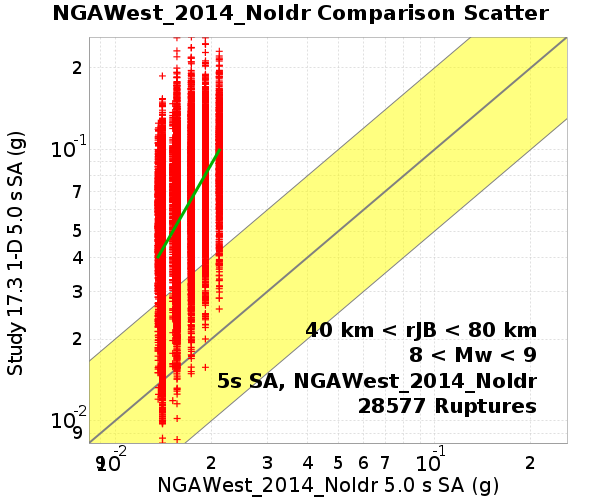 NGAWest_2014_NoIdr Comparison Scatter
Study 17.3 1-D 5.0 s SA (g)
2
10-1
7
5
4
3
2
10-2
9
40 km < rJB < 80 km
8 < Mw < 9
5s SA, NGAWest_2014_NoIdr
28577 Ruptures
9 10-2 2 3 4 5 6 7 10-1 2
NGAWest_2014_NoIdr 5.0 s SA (g)